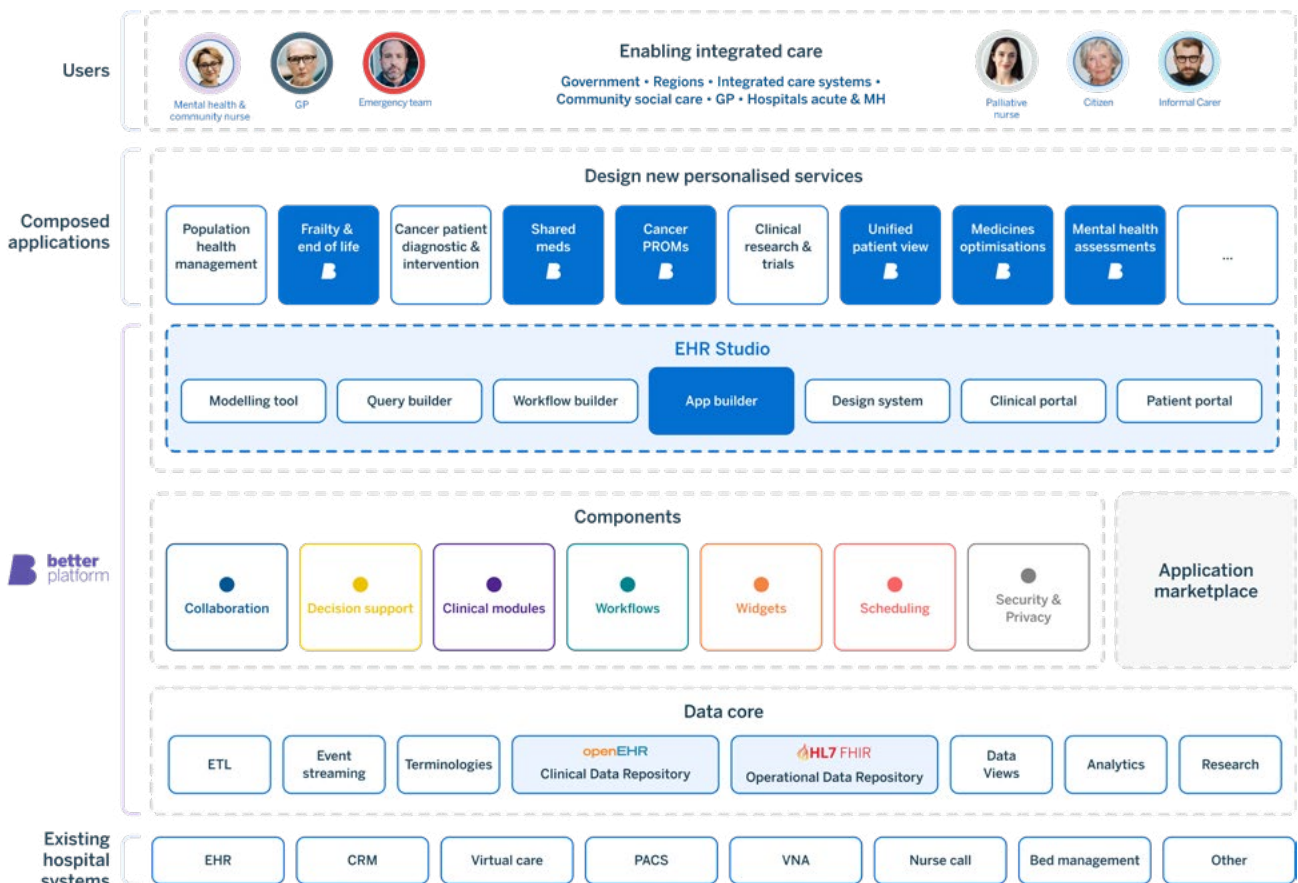 Users
Mental health &
community nurse
GP
Emergency team
Enabling integrated care
Government • Regions • Integrated care systems •
Community social care • GP • Hospitals acute & MH
Palliative
nurse
Citizen
Informal Carer
Composed
applications
Design new personalised services
Population
health
management
Frailty &
end of life
Cancer patient
diagnostic &
intervention
Shared
meds
Cancer
PROMs
Clinical
research &
trials
Unified
patient view
Medicines
optimisations
Mental health
assessments
...
EHR Studio
Modelling tool
Query builder
Workflow builder
App builder
Design system
Clinical portal
Patient portal
better
platform
Components
Collaboration
Decision support
Clinical modules
Workflows
Widgets
Scheduling
Security &
Privacy
Application
marketplace
Data core
ETL
Event
streaming
Terminologies
openEHR
Clinical Data Repository
HL7 FHIR
Operational Data Repository
Data
Views
Analytics
Research
Existing
hospital
systems
EHR
CRM
Virtual care
PACS
VNA
Nurse call
Bed management
Other